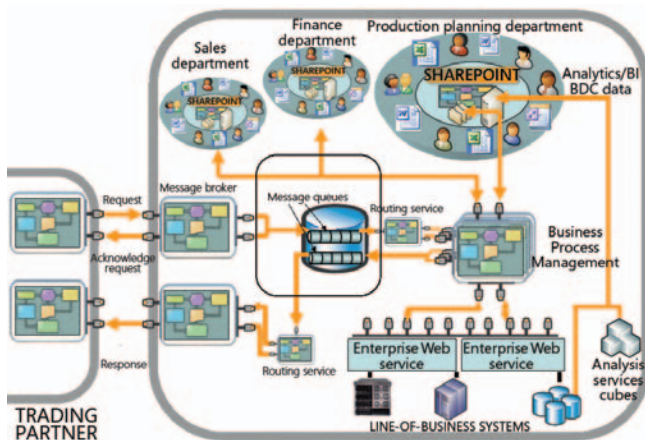 Production planning department
Finance
department
Sales
department
SHAREPOINT
SHAREPOINT
SHAREPOINT
Analytics/BI
BDC data
Message broker
Request
Message queues
Routing service
Business
Process
Management
Acknowledge
request
Response
Routing service
Enterprise Web
service
Enterprise Web
service
Analysis
services
cubes
LINE-OF-BUSINESS SYSTEMS
TRADING
PARTNER